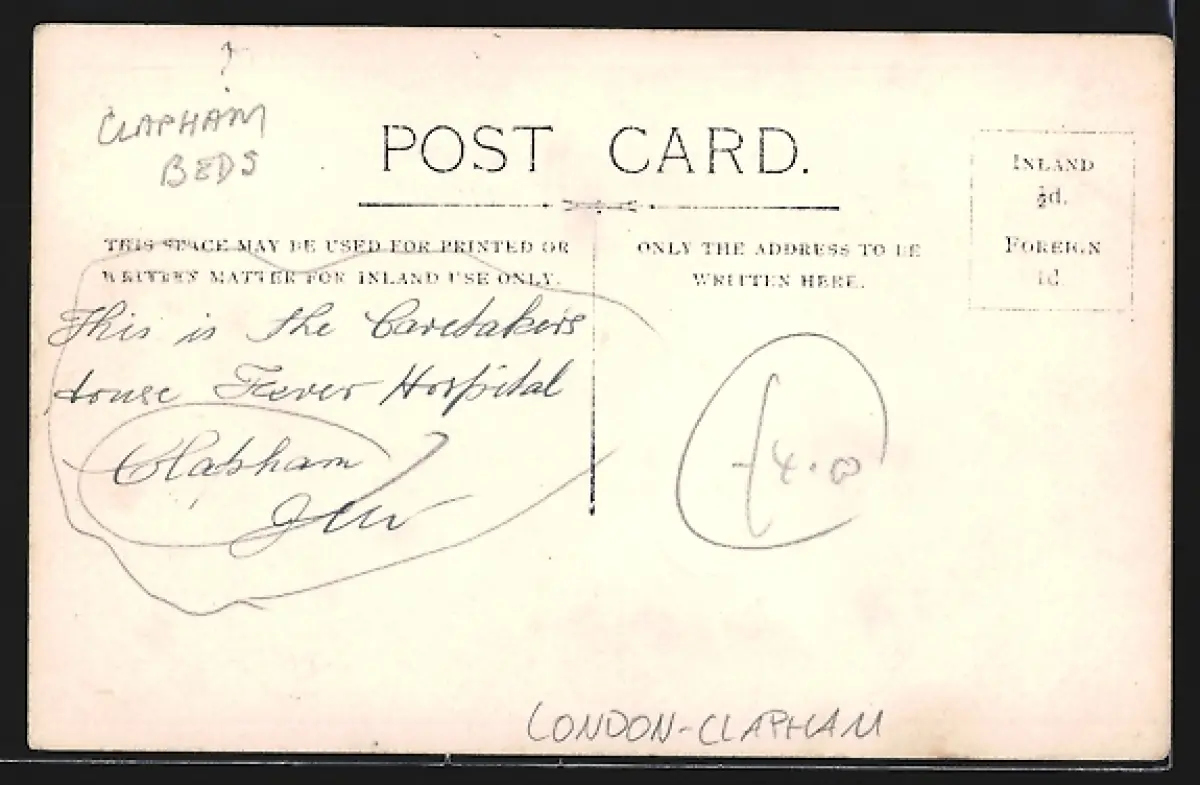 ?
CLAPHAM
BEDS
POST CARD.
THIS SPACE MAY BE USED FOR PRINTED OR
WRITTEN MATTER FOR INLAND USE ONLY.
ONLY THE ADDRESS TO BE
WRITTEN HERE.
INLAND
½d.
FOREIGN
1d.
This is the Caretakers
House Fever Hospital
Clapham
£4.00
LONDON-CLAPHAM